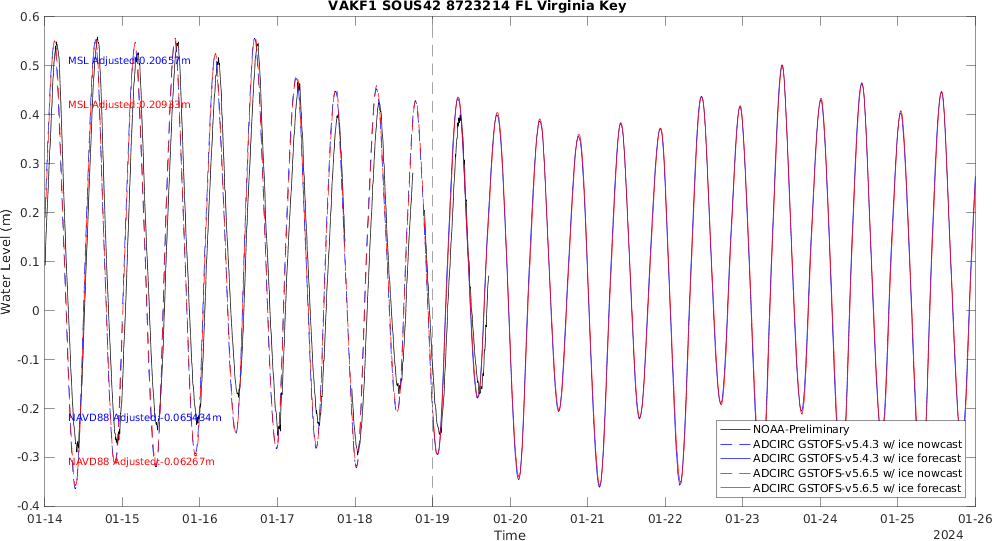 VAKF1 SOUS42 8723214 FL Virginia Key
0.6
0.5
0.4
0.3
0.2
0.1
0
-0.1
-0.2
-0.3
-0.4
Water Level (m)
MSL Adjusted:0.20657m
MSL Adjusted:0.20933m
NAVD88 Adjusted:-0.065434m
NAVD88 Adjusted:-0.06267m
NOAA-Preliminary
ADCIRC GSTOFS-v5.4.3 w/ ice nowcast
ADCIRC GSTOFS-v5.4.3 w/ ice forecast
ADCIRC GSTOFS-v5.6.5 w/ ice nowcast
ADCIRC GSTOFS-v5.6.5 w/ ice forecast
01-14 01-15 01-16 01-17 01-18 01-19 01-20 01-21 01-22 01-23 01-24 01-25 01-26
Time
2024